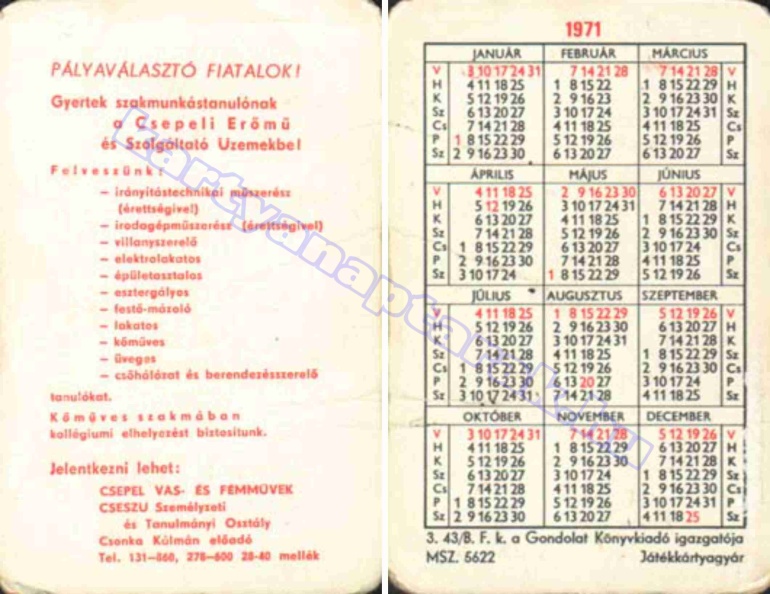 PÁLYAVÁLASZTÓ FIATALOK!
Gyertek szakmunkástanulónak
a Csepeli Erőmű
és Szolgáltató Üzemekbe!
Felveszünk:
– irányítástechnikai műszerész
(érettségivel)
– irodagépműszerész (érettségivel)
– villanyszerelő
– elektrolakatos
– épületasztalos
– esztergályos
– festő-mázoló
– lakatos
– kőműves
– üveges
– csőhálózat és berendezésszerelő
tanulókat.
Kőműves szakmában
kollégiumi elhelyezést biztosítunk.
Jelentkezni lehet:
CSEPEL VAS- ÉS FÉMMŰVEK
CSESZU Személyzeti
és Tanulmányi Osztály
Csonka Kálmán előadó
Tel. 131–860, 278–600 28-40 mellék
1971
JANUÁR FEBRUÁR MÁRCIUS
V 3 10 17 24 31 7 14 21 28 7 14 21 28 V
H 4 11 18 25 1 8 15 22 1 8 15 22 29 H
K 5 12 19 26 2 9 16 23 2 9 16 23 30 K
Sz 6 13 20 27 3 10 17 24 3 10 17 24 31 Sz
Cs 7 14 21 28 4 11 18 25 4 11 18 25 Cs
P 1 8 15 22 29 5 12 19 26 5 12 19 26 P
Sz 2 9 16 23 30 6 13 20 27 6 13 20 27 Sz
ÁPRILIS MÁJUS JÚNIUS
V 4 11 18 25 2 9 16 23 30 6 13 20 27 V
H 5 12 19 26 3 10 17 24 31 7 14 21 28 H
K 6 13 20 27 4 11 18 25 1 8 15 22 29 K
Sz 7 14 21 28 5 12 19 26 2 9 16 23 30 Sz
Cs 1 8 15 22 29 6 13 20 27 3 10 17 24 Cs
P 2 9 16 23 30 7 14 21 28 4 11 18 25 P
Sz 3 10 17 24 1 8 15 22 29 5 12 19 26 Sz
JÚLIUS AUGUSZTUS SZEPTEMBER
V 4 11 18 25 1 8 15 22 29 5 12 19 26 V
H 5 12 19 26 2 9 16 23 30 6 13 20 27 H
K 6 13 20 27 3 10 17 24 31 7 14 21 28 K
Sz 7 14 21 28 4 11 18 25 1 8 15 22 29 Sz
Cs 1 8 15 22 29 5 12 19 26 2 9 16 23 30 Cs
P 2 9 16 23 30 6 13 20 27 3 10 17 24 P
Sz 3 10 17 24 31 7 14 21 28 4 11 18 25 Sz
OKTÓBER NOVEMBER DECEMBER
V 3 10 17 24 31 7 14 21 28 5 12 19 26 V
H 4 11 18 25 1 8 15 22 29 6 13 20 27 H
K 5 12 19 26 2 9 16 23 30 7 14 21 28 K
Sz 6 13 20 27 3 10 17 24 1 8 15 22 29 Sz
Cs 7 14 21 28 4 11 18 25 2 9 16 23 30 Cs
P 1 8 15 22 29 5 12 19 26 3 10 17 24 31 P
Sz 2 9 16 23 30 6 13 20 27 4 11 18 25 Sz
3. 43/B. F. k. a Gondolat Könyvkiadó igazgatója
MSZ. 5622 Játékkártyagyár